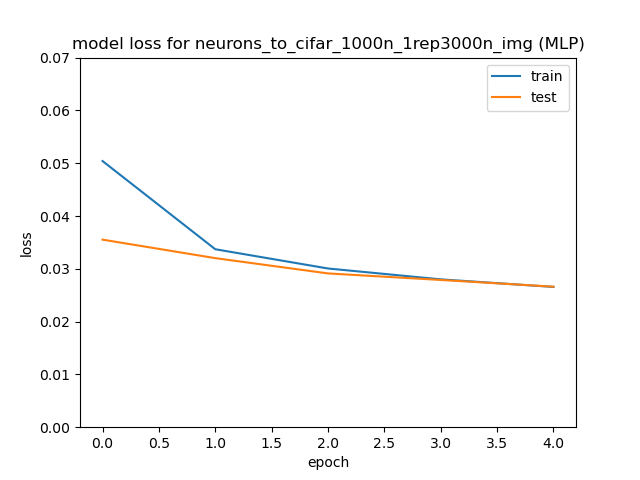 model loss for neurons_to_cifar_1000n_1rep3000n_img (MLP)
0.07
0.06
0.05
0.04
0.03
0.02
0.01
0.00
loss
train
test
0.0 0.5 1.0 1.5 2.0 2.5 3.0 3.5 4.0
epoch